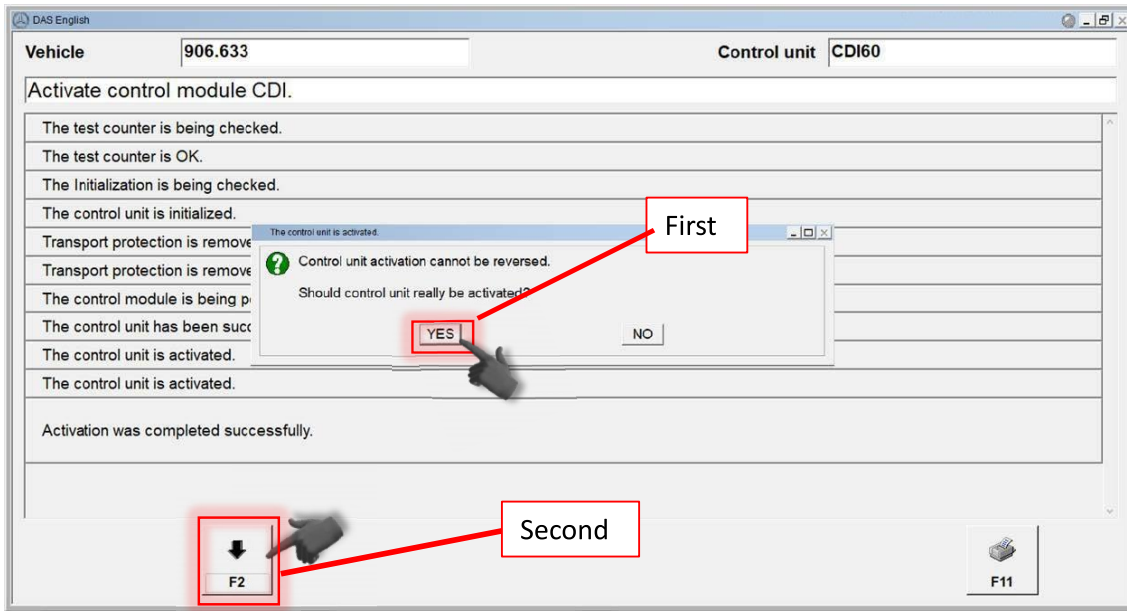 DAS English
Vehicle 906.633 Control unit CDI60
Activate control module CDI.
The test counter is being checked.
The test counter is OK.
The Initialization is being checked.
The control unit is initialized.
Transport protection is remove
Transport protection is remove
The control module is being p
The control unit has been succ
The control unit is activated.
The control unit is activated.
Activation was completed successfully.
The control unit is activated.
Control unit activation cannot be reversed.
Should control unit really be activated?
YES NO
First
Second
F2 F11